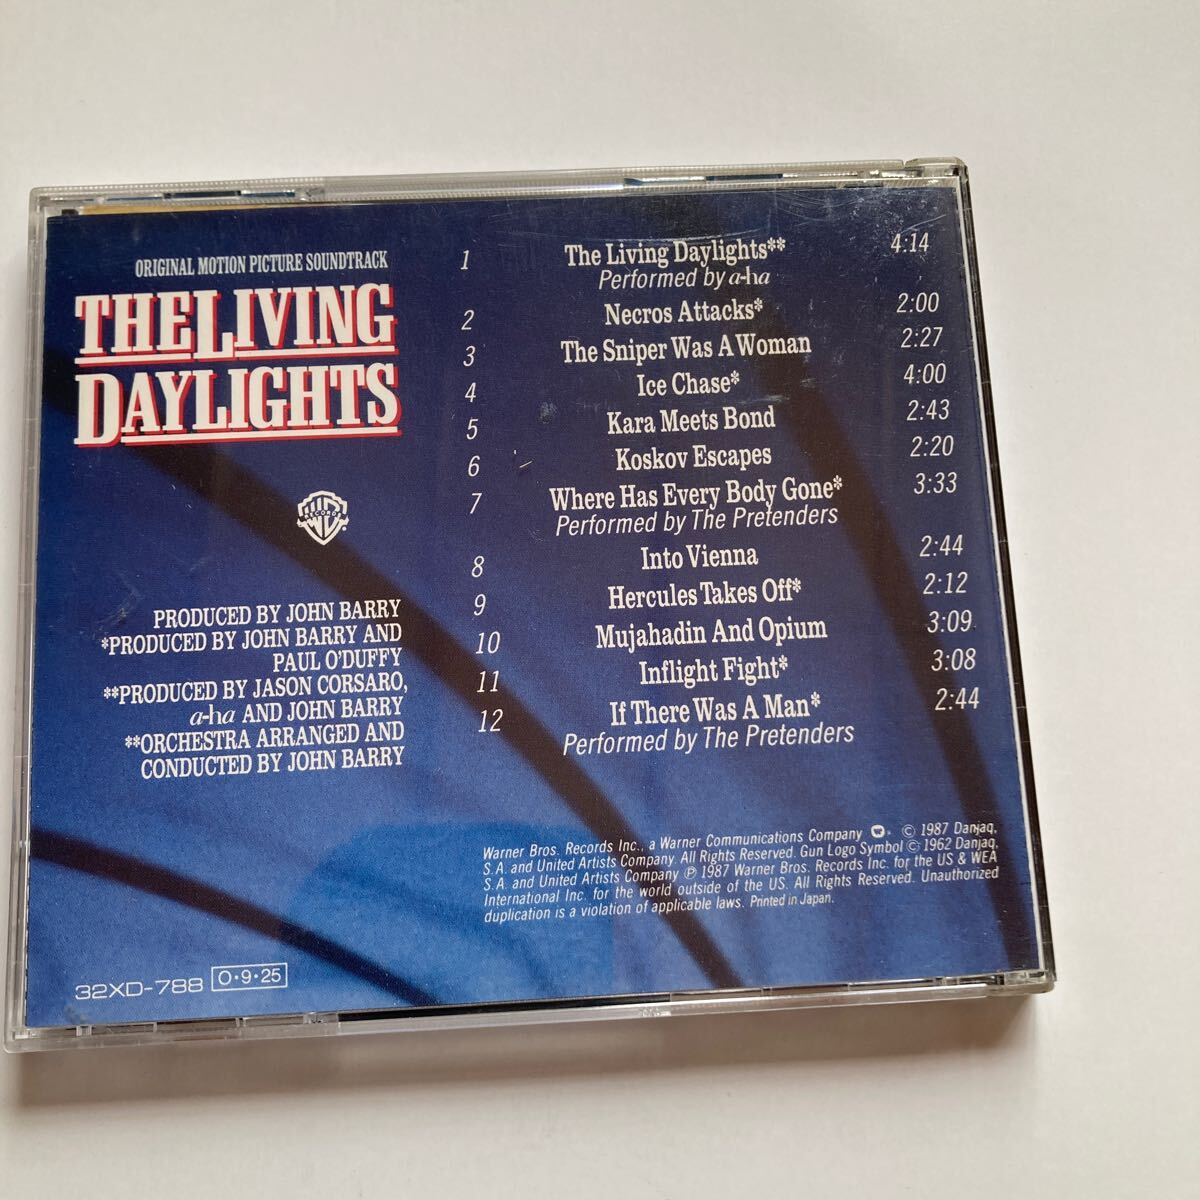 ORIGINAL MOTION PICTURE SOUNDTRACK
THE LIVING
DAYLIGHTS
WB
RECORDS
PRODUCED BY JOHN BARRY
*PRODUCED BY JOHN BARRY AND
PAUL O'DUFFY
**PRODUCED BY JASON CORSARO,
a-ha AND JOHN BARRY
**ORCHESTRA ARRANGED AND
CONDUCTED BY JOHN BARRY
32XD-788 O·9·25
1 The Living Daylights** 4:14
Performed by a-ha
2 Necros Attacks* 2:00
3 The Sniper Was A Woman 2:27
4 Ice Chase* 4:00
5 Kara Meets Bond 2:43
6 Koskov Escapes 2:20
7 Where Has Every Body Gone* 3:33
Performed by The Pretenders
8 Into Vienna 2:44
9 Hercules Takes Off* 2:12
10 Mujahadin And Opium 3:09
11 Inflight Fight* 3:08
12 If There Was A Man* 2:44
Performed by The Pretenders
Warner Bros. Records Inc., a Warner Communications Company ⓦ. © 1987 Danjaq,
S.A. and United Artists Company. All Rights Reserved. Gun Logo Symbol © 1962 Danjaq,
S.A. and United Artists Company ℗ 1987 Warner Bros. Records Inc. for the US & WEA
International Inc. for the world outside of the US. All Rights Reserved. Unauthorized
duplication is a violation of applicable laws. Printed in Japan.